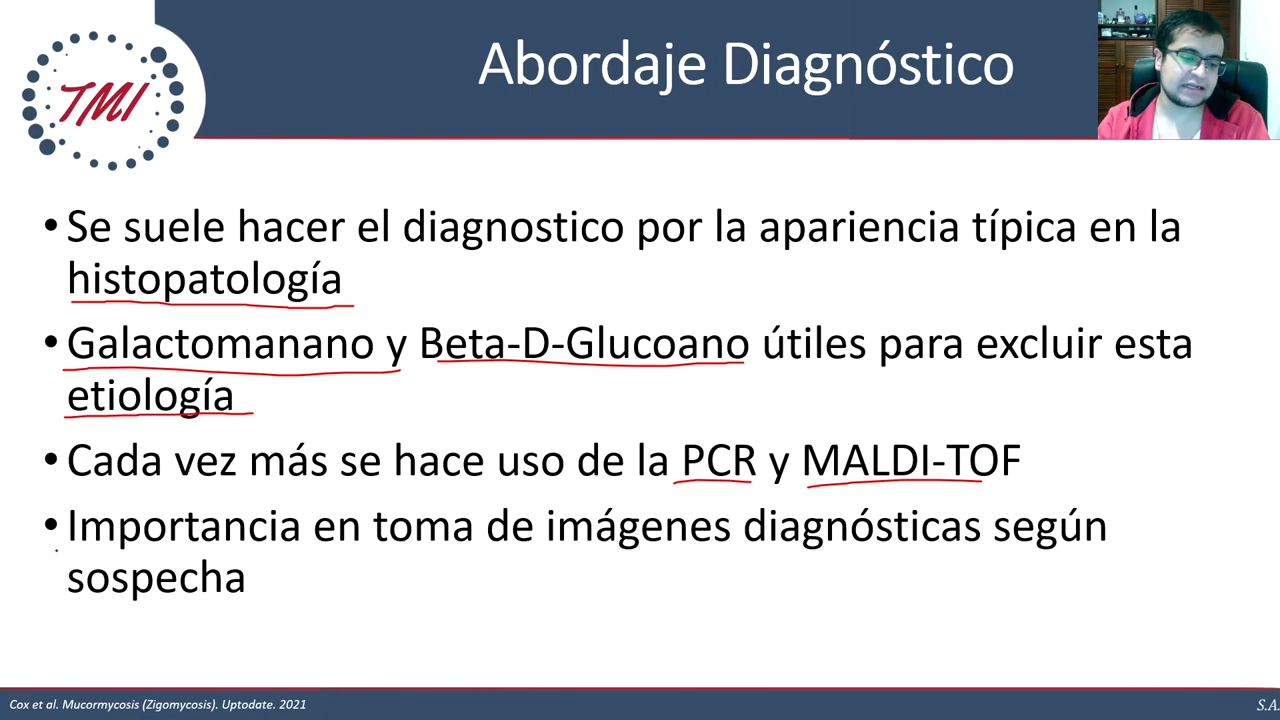 TMI
Abordaje Diagnóstico
• Se suele hacer el diagnostico por la apariencia típica en la
histopatología
• Galactomanano y Beta-D-Glucoano útiles para excluir esta
etiología
• Cada vez más se hace uso de la PCR y MALDI-TOF
• Importancia en toma de imágenes diagnósticas según
sospecha
Cox et al. Mucormycosis (Zigomycosis). Uptodate. 2021
S.A.